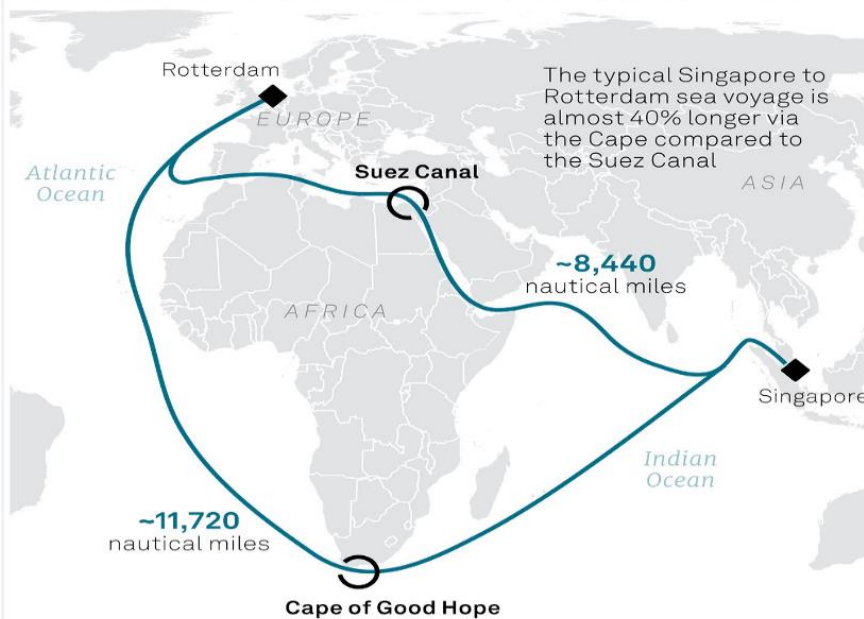 Rotterdam
The typical Singapore to
Rotterdam sea voyage is
almost 40% longer via
the Cape compared to
the Suez Canal
EUROPE
Atlantic
Ocean
Suez Canal
ASIA
~8,440
nautical miles
AFRICA
Singapore
Indian
Ocean
~11,720
nautical miles
Cape of Good Hope